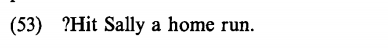 (53) ?Hit Sally a home run.